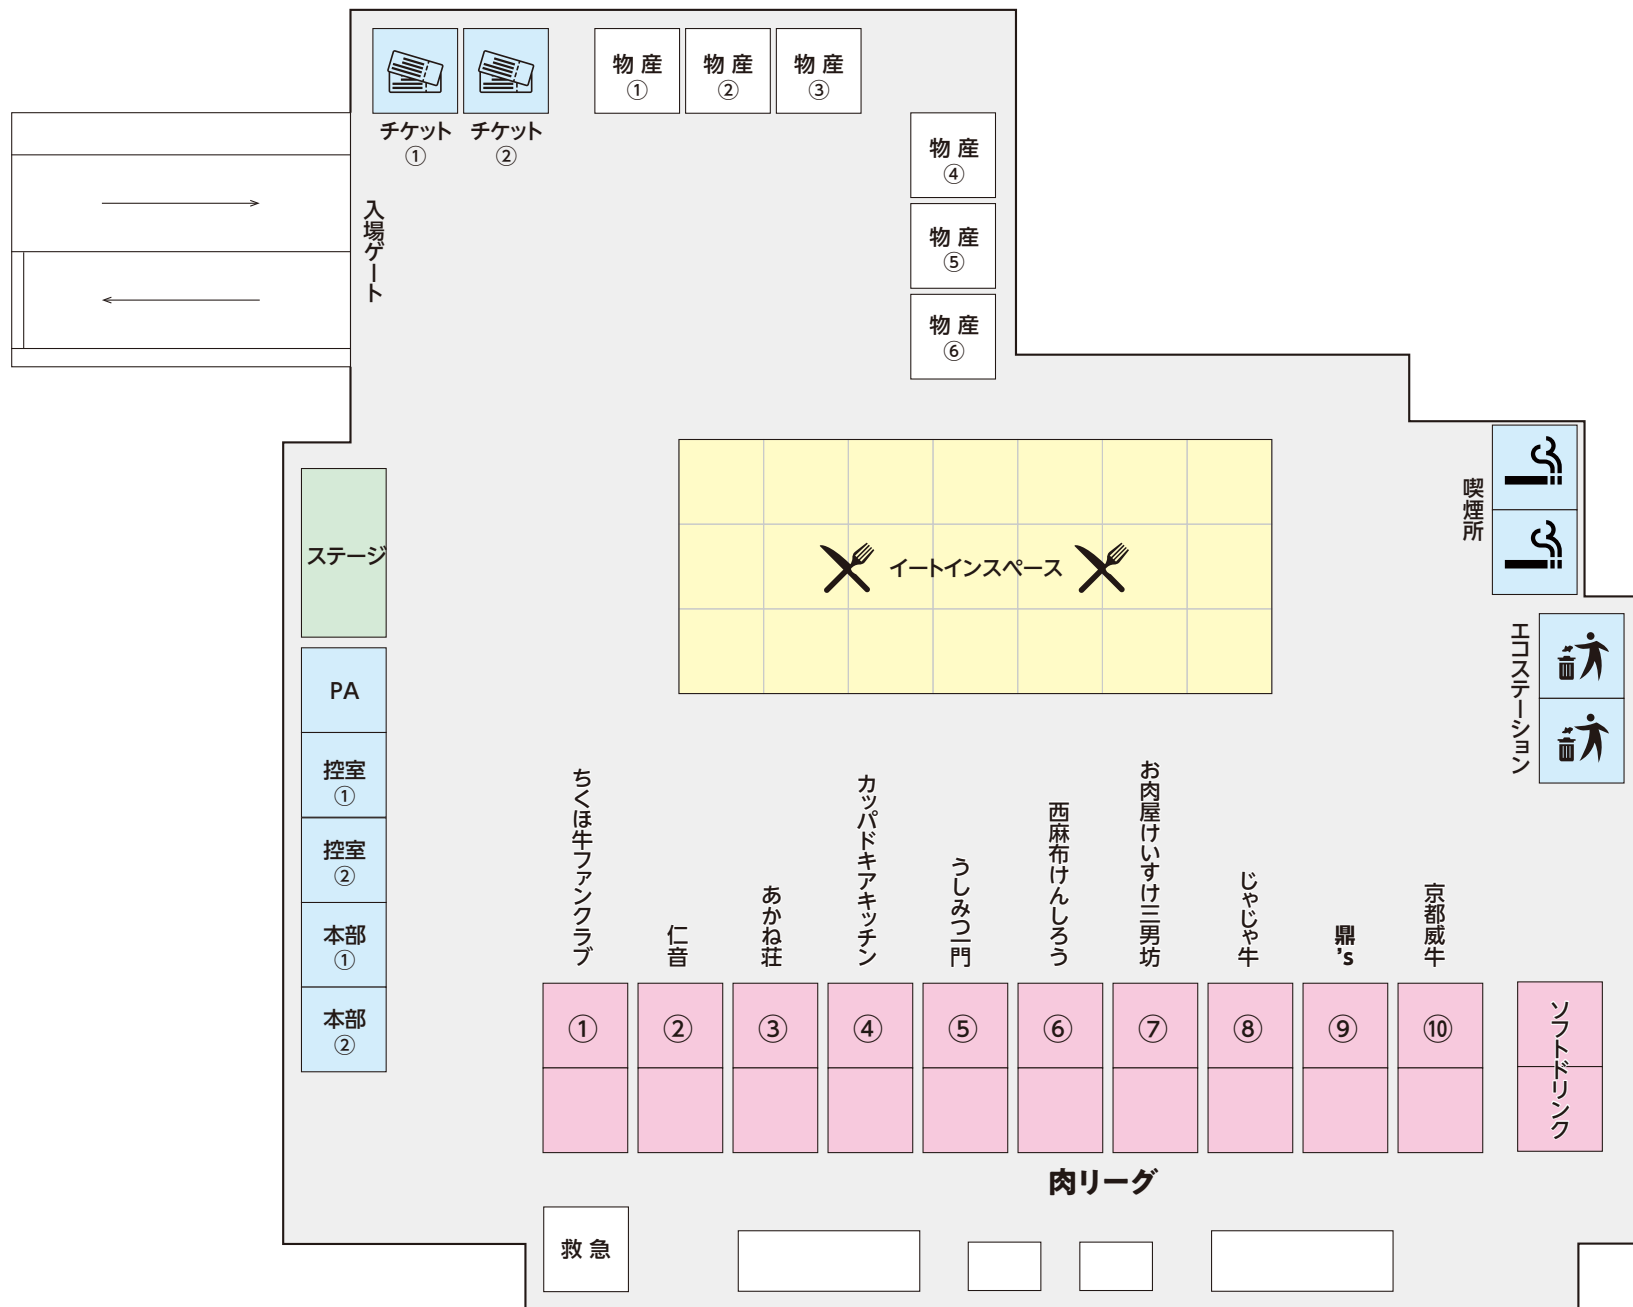 チケット
①
チケット
②
物産
①
物産
②
物産
③
物産
④
物産
⑤
物産
⑥
入場ゲート
ステージ
PA
控室
①
控室
②
本部
①
本部
②
イートインスペース
喫煙所
エコステーション
ちくほ牛ファンクラブ
仁音
あかね荘
カッパドキアキッチン
うしみつ一門
西麻布けんしろう
お肉屋けいすけ三男坊
じゃじゃ牛
鼎's
京都威牛
①
②
③
④
⑤
⑥
⑦
⑧
⑨
⑩
ソフトドリンク
肉リーグ
救急